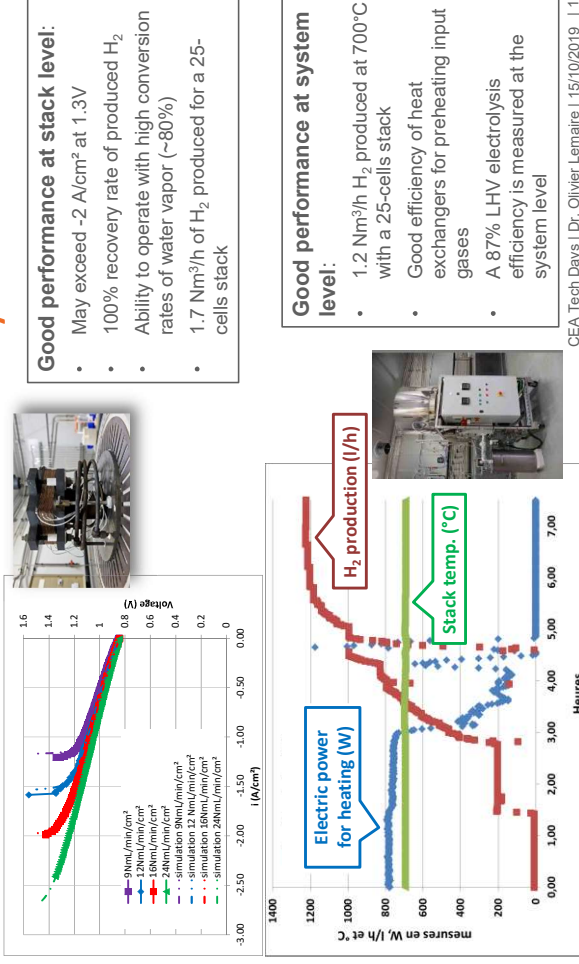 Good performance at stack level:
• May exceed -2 A/cm² at 1.3V
• 100% recovery rate of produced H₂
• Ability to operate with high conversion
rates of water vapor (~80%)
• 1.7 Nm³/h of H₂ produced for a 25-
cells stack
1.6
1.4
1.2
1
0.8
0.6
0.4
0.2
0
Voltage (V)
-3.00
-2.50
-2.00
-1.50
-1.00
-0.50
0.00
i (A/cm²)
9NmL/min/cm²
12NmL/min/cm²
16NmL/min/cm²
24NmL/min/cm²
simulation 9NmL/min/cm²
simulation 12 NmL/min/cm²
simulation 16NmL/min/cm²
simulation 24NmL/min/cm²
Good performance at system
level:
• 1.2 Nm³/h H₂ produced at 700°C
with a 25-cells stack
• Good efficiency of heat
exchangers for preheating input
gases
• A 87% LHV electrolysis
efficiency is measured at the
system level
mesures en W, l/h et °C
1400
1200
1000
800
600
400
200
0
0,00
1,00
2,00
3,00
4,00
5,00
6,00
7,00
Heures
Electric power
for heating (W)
H₂ production (l/h)
Stack temp. (°C)
CEA Tech Days | Dr. Olivier Lemaire | 15/10/2019 | 1